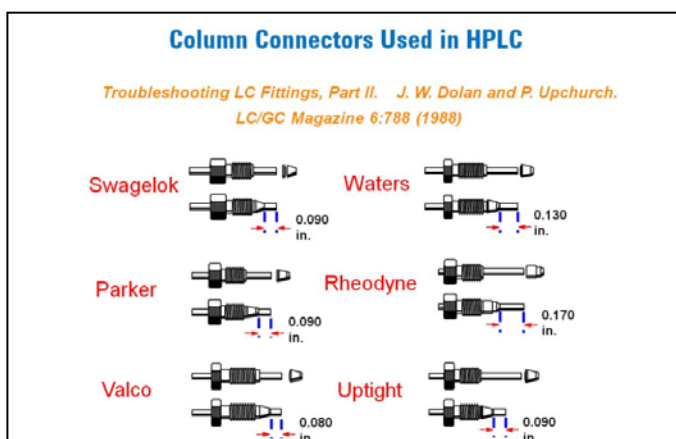 Column Connectors Used in HPLC
Troubleshooting LC Fittings, Part II. J. W. Dolan and P. Upchurch.
LC/GC Magazine 6:788 (1988)
Swagelok
0.090
in.
Waters
0.130
in.
Parker
0.090
in.
Rheodyne
0.170
in.
Valco
0.080
in.
Uptight
0.090
in.